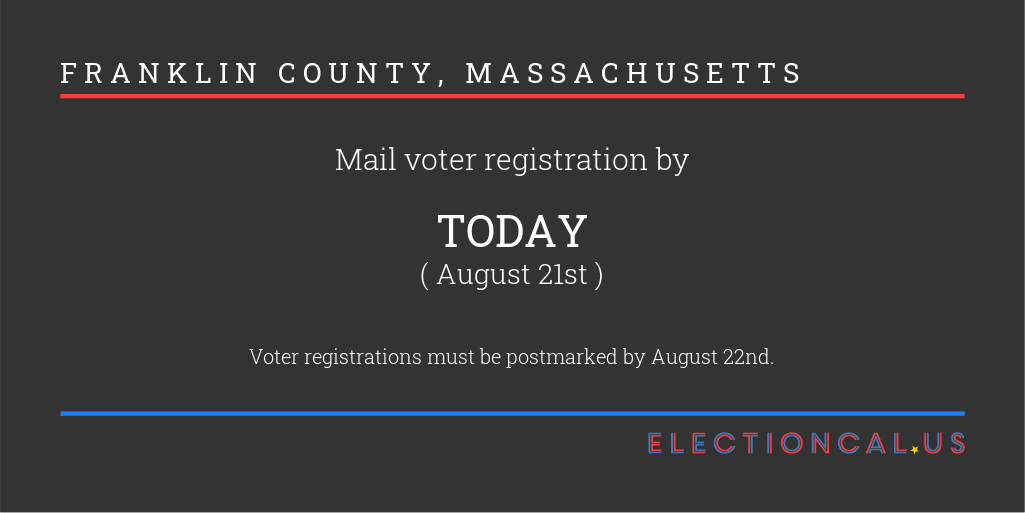 FRANKLIN COUNTY, MASSACHUSETTS
Mail voter registration by
TODAY
( August 21st )
Voter registrations must be postmarked by August 22nd.
ELECTIONCAL.US